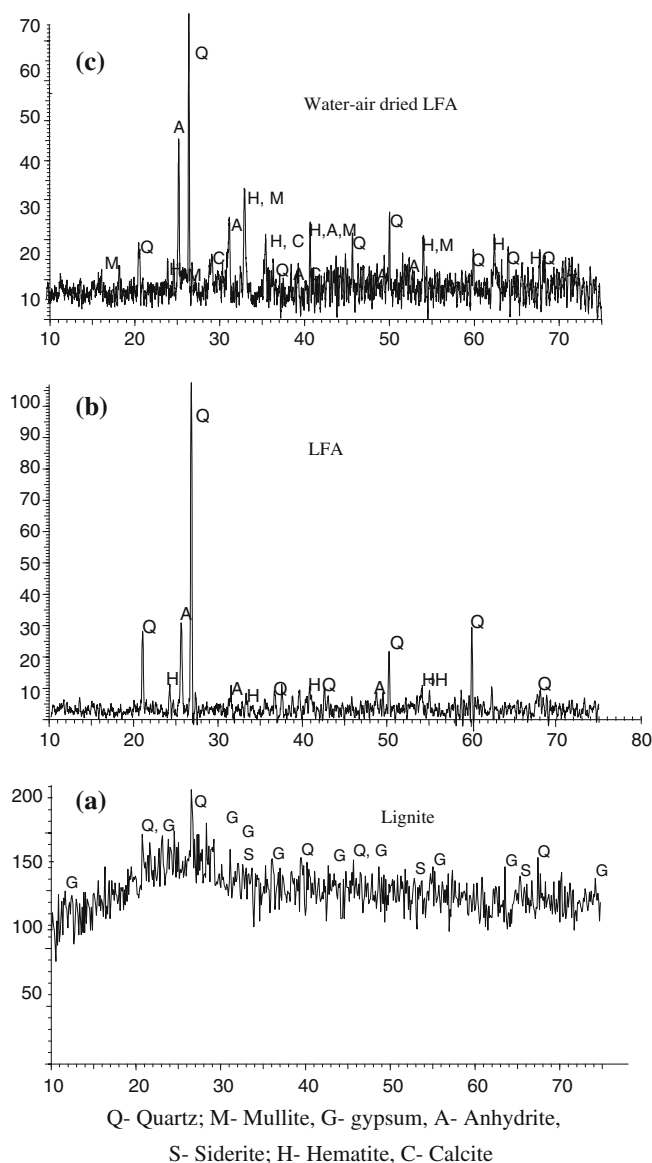 70
(c)
Q
60
Water-air dried LFA
50
A
40
H, M
30
A
H, C
H,A,M
Q
Q
20
M
Q
C
Q
A
C
A
H,M
Q
H
Q
H
Q
10
10 20 30 40 50 60 70
100
(b)
Q
90
LFA
80
70
60
50
40
30
Q
A
Q
Q
20
10
H
A
H
Q
H
Q
A
HH
Q
10 20 30 40 50 60 70 80
200
(a)
Q
Lignite
150
G
Q, G
G
G
S
G
Q
G
Q, G
S
G
G
S
Q
G
100
50
10 20 30 40 50 60 70
Q- Quartz; M- Mullite, G- gypsum, A- Anhydrite,
S- Siderite; H- Hematite, C- Calcite